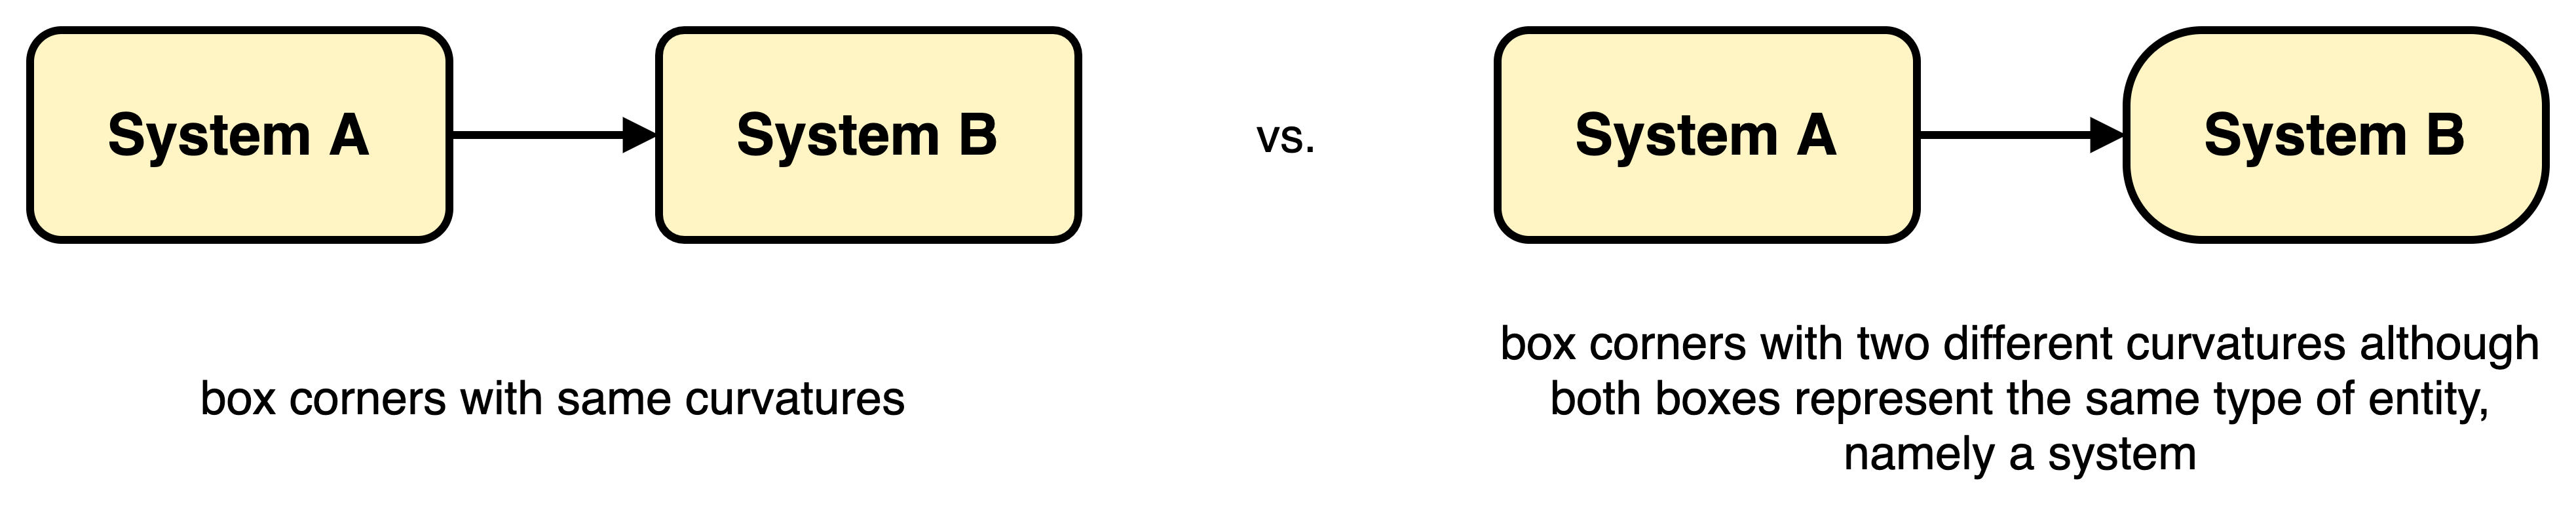 System A
System B
vs.
System A
System B
box corners with same curvatures
box corners with two different curvatures although
both boxes represent the same type of entity,
namely a system